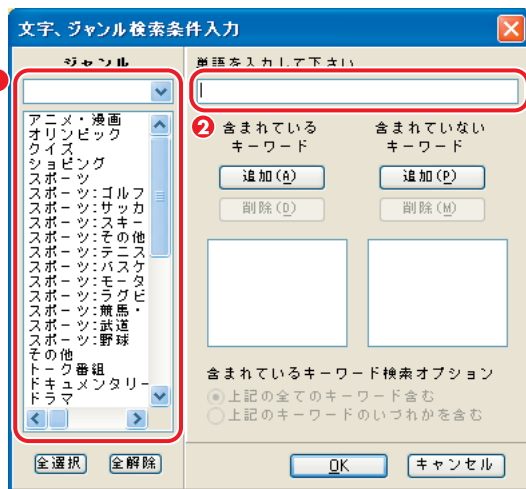 文字、ジャンル検索条件入力
ジャンル
単語を入力して下さい
アニメ・漫画
オリンピック
クイズ
ショピング
スポーツ
スポーツ:ゴルフ
スポーツ:サッカ
スポーツ:スキー
スポーツ:その他
スポーツ:テニス
スポーツ:バスケ
スポーツ:モータ
スポーツ:ラグビ
スポーツ:競馬・
スポーツ:武道
スポーツ:野球
その他
トーク番組
ドキュメンタリー
ドラマ
全選択
全解除
2
含まれている
キーワード
追加(A)
削除(D)
含まれていない
キーワード
追加(P)
削除(M)
含まれているキーワード検索オプション
上記の全てのキーワード含む
上記のキーワードのいづれかを含む
OK
キャンセル